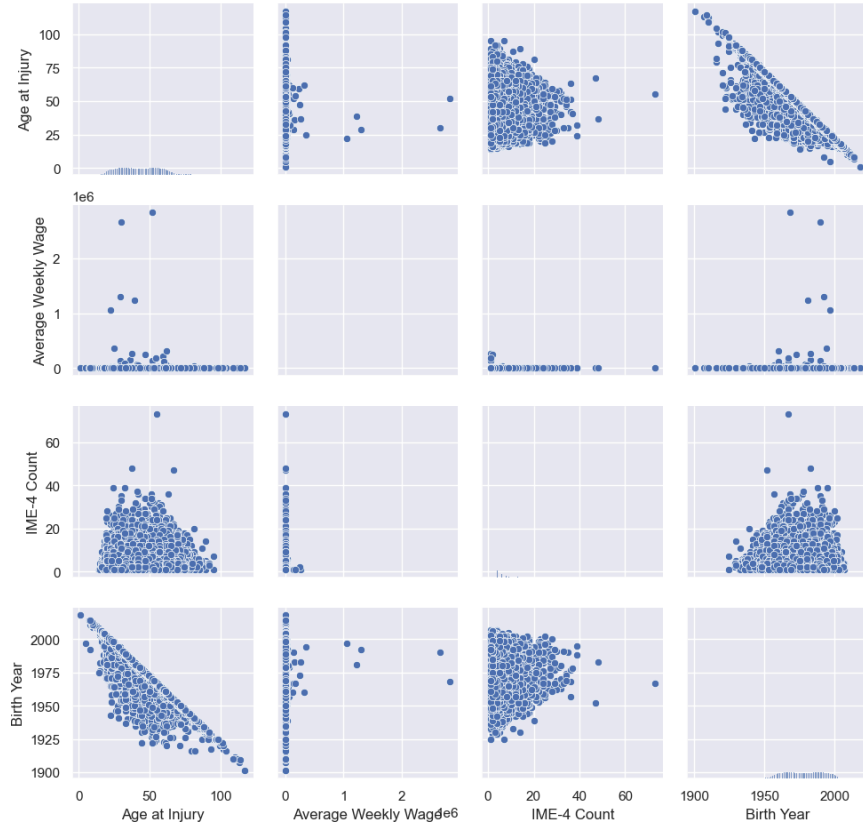 Age at Injury
100
75
50
25
0
1e6
Average Weekly Wage
2
1
0
IME-4 Count
60
40
20
0
Birth Year
2000
1975
1950
1925
1900
0 50 100
Age at Injury
0 1 2
Average Weekly Wage
1e6
0 20 40 60
IME-4 Count
1900 1950 2000
Birth Year